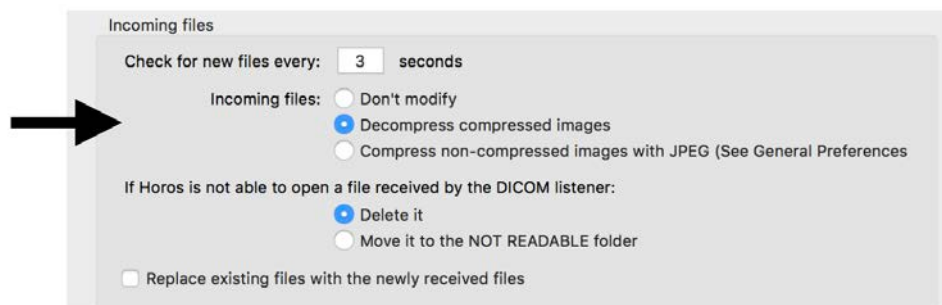 Incoming files
Check for new files every: 3 seconds
Incoming files: Don't modify
Decompress compressed images
Compress non-compressed images with JPEG (See General Preferences
If Horos is not able to open a file received by the DICOM listener:
Delete it
Move it to the NOT READABLE folder
Replace existing files with the newly received files